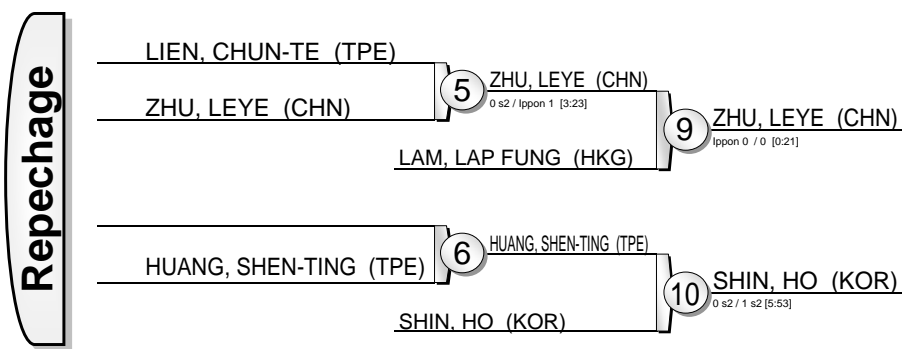 Repechage
LIEN, CHUN-TE (TPE)
ZHU, LEYE (CHN)
5
ZHU, LEYE (CHN)
0 s2 / Ippon 1 [3:23]
LAM, LAP FUNG (HKG)
9
ZHU, LEYE (CHN)
Ippon 0 / 0 [0:21]
HUANG, SHEN-TING (TPE)
6
HUANG, SHEN-TING (TPE)
SHIN, HO (KOR)
10
SHIN, HO (KOR)
0 s2 / 1 s2 [5:53]